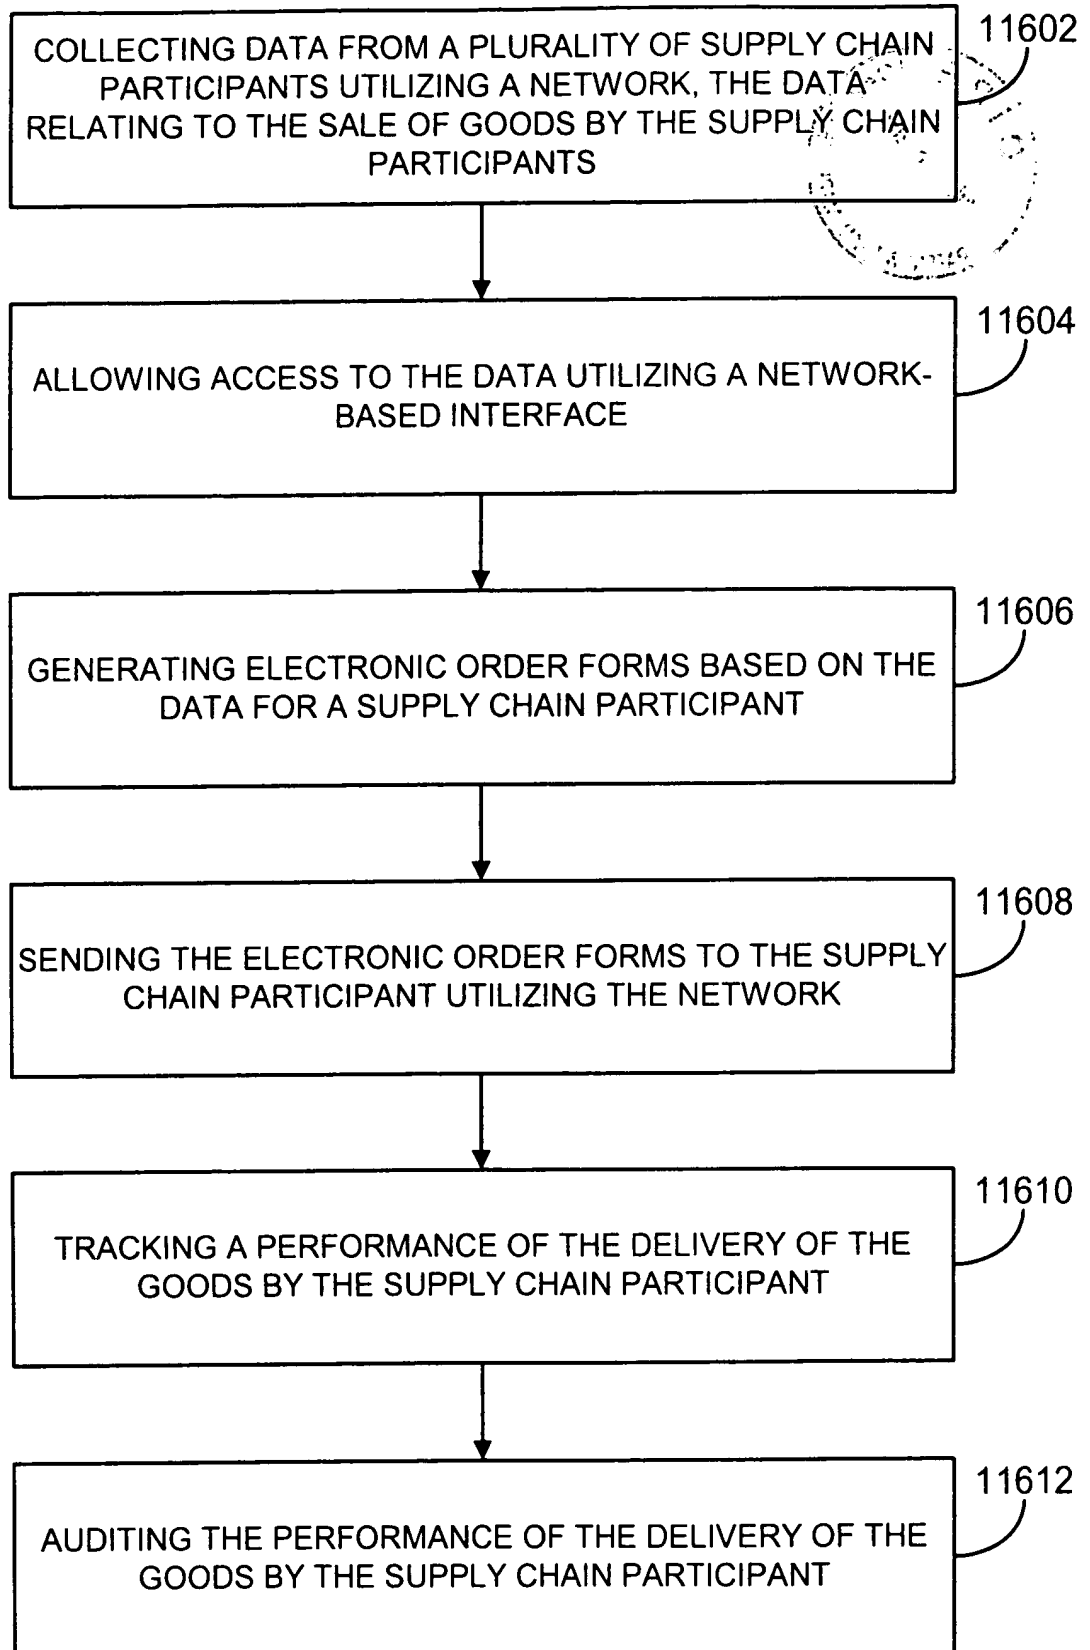 COLLECTING DATA FROM A PLURALITY OF SUPPLY CHAIN
PARTICIPANTS UTILIZING A NETWORK, THE DATA
RELATING TO THE SALE OF GOODS BY THE SUPPLY CHAIN
PARTICIPANTS
11602
ALLOWING ACCESS TO THE DATA UTILIZING A NETWORK-
BASED INTERFACE
11604
GENERATING ELECTRONIC ORDER FORMS BASED ON THE
DATA FOR A SUPPLY CHAIN PARTICIPANT
11606
SENDING THE ELECTRONIC ORDER FORMS TO THE SUPPLY
CHAIN PARTICIPANT UTILIZING THE NETWORK
11608
TRACKING A PERFORMANCE OF THE DELIVERY OF THE
GOODS BY THE SUPPLY CHAIN PARTICIPANT
11610
AUDITING THE PERFORMANCE OF THE DELIVERY OF THE
GOODS BY THE SUPPLY CHAIN PARTICIPANT
11612